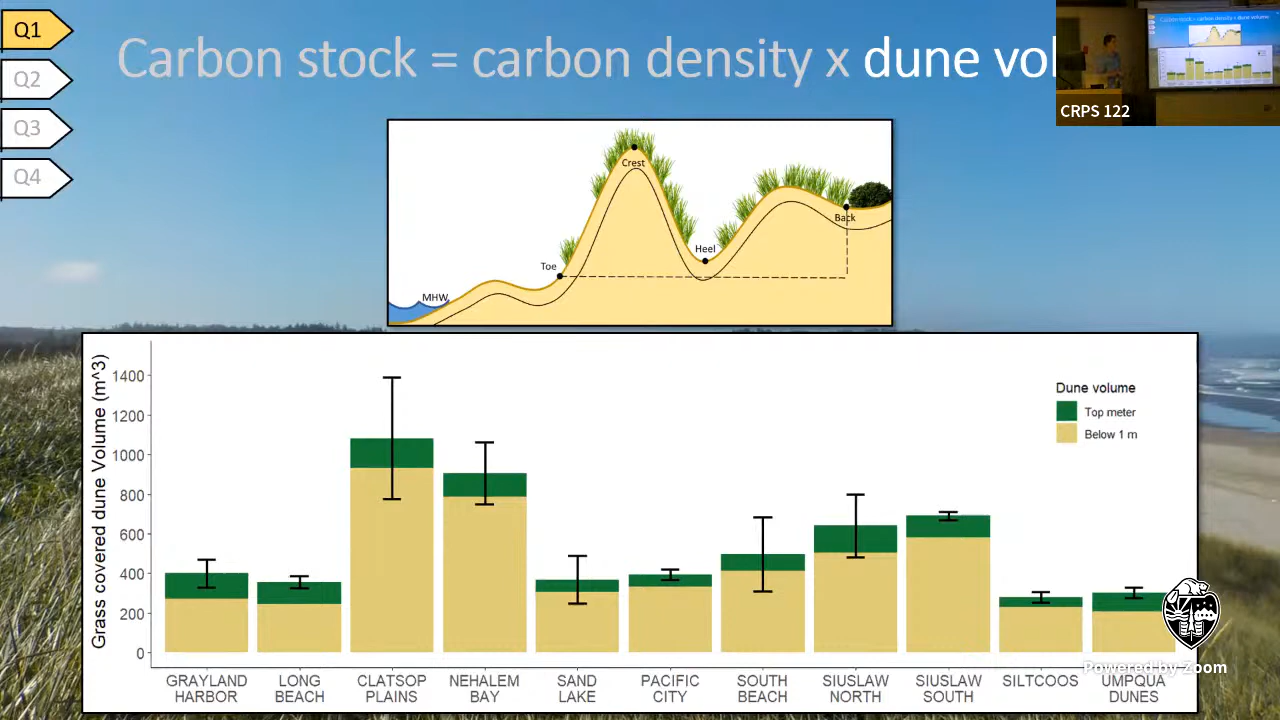 Q1
Q2
Q3
Q4
Carbon stock = carbon density x dune vol
CRPS 122
Crest
Back
Heel
Toe
MHW
Grass covered dune Volume (m^3)
1400
1200
1000
800
600
400
200
0
Dune volume
Top meter
Below 1 m
GRAYLAND HARBOR
LONG BEACH
CLATSOP PLAINS
NEHALEM BAY
SAND LAKE
PACIFIC CITY
SOUTH BEACH
SIUSLAW NORTH
SIUSLAW SOUTH
SILTCOOS
UMPQUA DUNES
Powered by Zoom